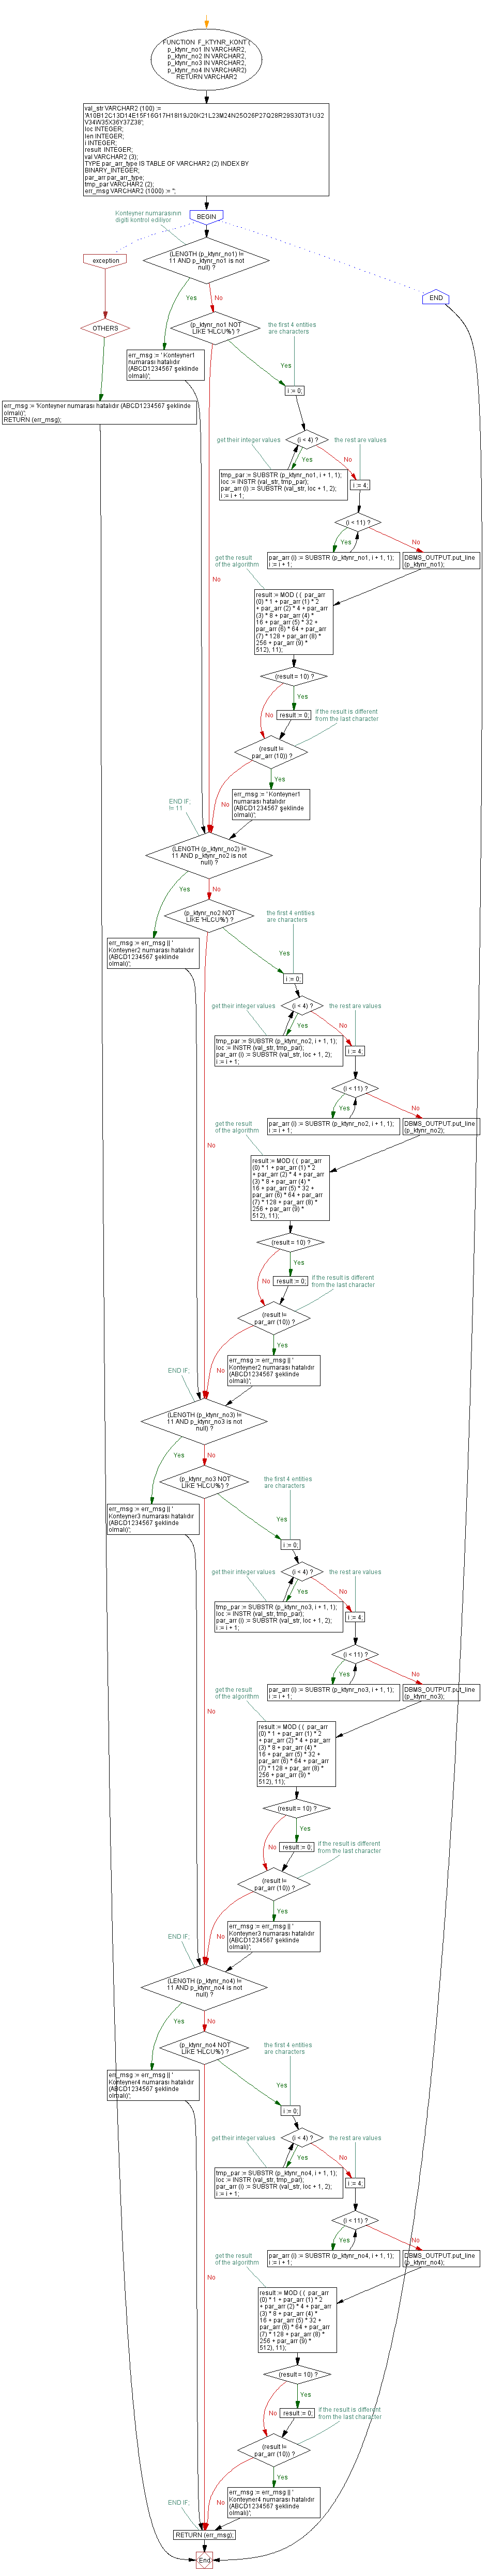 FUNCTION F_KTYNR_KONT (
p_ktynr_no1 IN VARCHAR2,
p_ktynr_no2 IN VARCHAR2,
p_ktynr_no3 IN VARCHAR2,
p_ktynr_no4 IN VARCHAR2)
RETURN VARCHAR2
val_str VARCHAR2 (100) :=
'A10B12C13D14E15F16G17H18I19J20K21L23M24N25O26P27Q28R29S30T31U32
V34W35X36Y37Z38';
loc INTEGER;
len INTEGER;
i INTEGER;
result INTEGER;
val VARCHAR2 (3);
TYPE par_arr_type IS TABLE OF VARCHAR2 (2) INDEX BY
BINARY_INTEGER;
par_arr par_arr_type;
tmp_par VARCHAR2 (2);
err_msg VARCHAR2 (1000) := '';
Konteyner numarasının
digiti kontrol ediliyor
BEGIN
exception
OTHERS
err_msg := 'Konteyner numarası hatalıdır (ABCD1234567 şeklinde
olmalı)';
RETURN (err_msg);
END
(LENGTH (p_ktynr_no1) !=
11 AND p_ktynr_no1 is not
null) ?
Yes
No
err_msg := ' Konteyner1
numarası hatalıdır
(ABCD1234567 şeklinde
olmalı)';
(p_ktynr_no1 NOT
LIKE 'HLCU%') ?
the first 4 entities
are characters
Yes
No
i := 0;
(i < 4) ?
get their integer values
the rest are values
Yes
No
tmp_par := SUBSTR (p_ktynr_no1, i + 1, 1);
loc := INSTR (val_str, tmp_par);
par_arr (i) := SUBSTR (val_str, loc + 1, 2);
i := i + 1;
i := 4;
(i < 11) ?
Yes
No
par_arr (i) := SUBSTR (p_ktynr_no1, i + 1, 1);
i := i + 1;
DBMS_OUTPUT.put_line
(p_ktynr_no1);
get the result
of the algorithm
result := MOD ( ( par_arr
(0) * 1 + par_arr (1) * 2
+ par_arr (2) * 4 + par_arr
(3) * 8 + par_arr (4) *
16 + par_arr (5) * 32 +
par_arr (6) * 64 + par_arr
(7) * 128 + par_arr (8) *
256 + par_arr (9) *
512), 11);
(result = 10) ?
Yes
No
result := 0;
if the result is different
from the last character
(result !=
par_arr (10)) ?
Yes
No
err_msg := ' Konteyner1
numarası hatalıdır
(ABCD1234567 şeklinde
olmalı)';
END IF;
!= 11
(LENGTH (p_ktynr_no2) !=
11 AND p_ktynr_no2 is not
null) ?
Yes
No
err_msg := err_msg || '
Konteyner2 numarası hatalıdır
(ABCD1234567 şeklinde
olmalı)';
(p_ktynr_no2 NOT
LIKE 'HLCU%') ?
the first 4 entities
are characters
Yes
No
i := 0;
(i < 4) ?
get their integer values
the rest are values
Yes
No
tmp_par := SUBSTR (p_ktynr_no2, i + 1, 1);
loc := INSTR (val_str, tmp_par);
par_arr (i) := SUBSTR (val_str, loc + 1, 2);
i := i + 1;
i := 4;
(i < 11) ?
Yes
No
par_arr (i) := SUBSTR (p_ktynr_no2, i + 1, 1);
i := i + 1;
DBMS_OUTPUT.put_line
(p_ktynr_no2);
get the result
of the algorithm
result := MOD ( ( par_arr
(0) * 1 + par_arr (1) * 2
+ par_arr (2) * 4 + par_arr
(3) * 8 + par_arr (4) *
16 + par_arr (5) * 32 +
par_arr (6) * 64 + par_arr
(7) * 128 + par_arr (8) *
256 + par_arr (9) *
512), 11);
(result = 10) ?
Yes
No
result := 0;
if the result is different
from the last character
(result !=
par_arr (10)) ?
Yes
No
err_msg := err_msg || '
Konteyner2 numarası hatalıdır
(ABCD1234567 şeklinde
olmalı)';
END IF;
(LENGTH (p_ktynr_no3) !=
11 AND p_ktynr_no3 is not
null) ?
Yes
No
err_msg := err_msg || '
Konteyner3 numarası hatalıdır
(ABCD1234567 şeklinde
olmalı)';
(p_ktynr_no3 NOT
LIKE 'HLCU%') ?
the first 4 entities
are characters
Yes
No
i := 0;
(i < 4) ?
get their integer values
the rest are values
Yes
No
tmp_par := SUBSTR (p_ktynr_no3, i + 1, 1);
loc := INSTR (val_str, tmp_par);
par_arr (i) := SUBSTR (val_str, loc + 1, 2);
i := i + 1;
i := 4;
(i < 11) ?
Yes
No
par_arr (i) := SUBSTR (p_ktynr_no3, i + 1, 1);
i := i + 1;
DBMS_OUTPUT.put_line
(p_ktynr_no3);
get the result
of the algorithm
result := MOD ( ( par_arr
(0) * 1 + par_arr (1) * 2
+ par_arr (2) * 4 + par_arr
(3) * 8 + par_arr (4) *
16 + par_arr (5) * 32 +
par_arr (6) * 64 + par_arr
(7) * 128 + par_arr (8) *
256 + par_arr (9) *
512), 11);
(result = 10) ?
Yes
No
result := 0;
if the result is different
from the last character
(result !=
par_arr (10)) ?
Yes
No
err_msg := err_msg || '
Konteyner3 numarası hatalıdır
(ABCD1234567 şeklinde
olmalı)';
END IF;
(LENGTH (p_ktynr_no4) !=
11 AND p_ktynr_no4 is not
null) ?
Yes
No
err_msg := err_msg || '
Konteyner4 numarası hatalıdır
(ABCD1234567 şeklinde
olmalı)';
(p_ktynr_no4 NOT
LIKE 'HLCU%') ?
the first 4 entities
are characters
Yes
No
i := 0;
(i < 4) ?
get their integer values
the rest are values
Yes
No
tmp_par := SUBSTR (p_ktynr_no4, i + 1, 1);
loc := INSTR (val_str, tmp_par);
par_arr (i) := SUBSTR (val_str, loc + 1, 2);
i := i + 1;
i := 4;
(i < 11) ?
Yes
No
par_arr (i) := SUBSTR (p_ktynr_no4, i + 1, 1);
i := i + 1;
DBMS_OUTPUT.put_line
(p_ktynr_no4);
get the result
of the algorithm
result := MOD ( ( par_arr
(0) * 1 + par_arr (1) * 2
+ par_arr (2) * 4 + par_arr
(3) * 8 + par_arr (4) *
16 + par_arr (5) * 32 +
par_arr (6) * 64 + par_arr
(7) * 128 + par_arr (8) *
256 + par_arr (9) *
512), 11);
(result = 10) ?
Yes
No
result := 0;
if the result is different
from the last character
(result !=
par_arr (10)) ?
Yes
No
err_msg := err_msg || '
Konteyner4 numarası hatalıdır
(ABCD1234567 şeklinde
olmalı)';
END IF;
RETURN (err_msg);
End